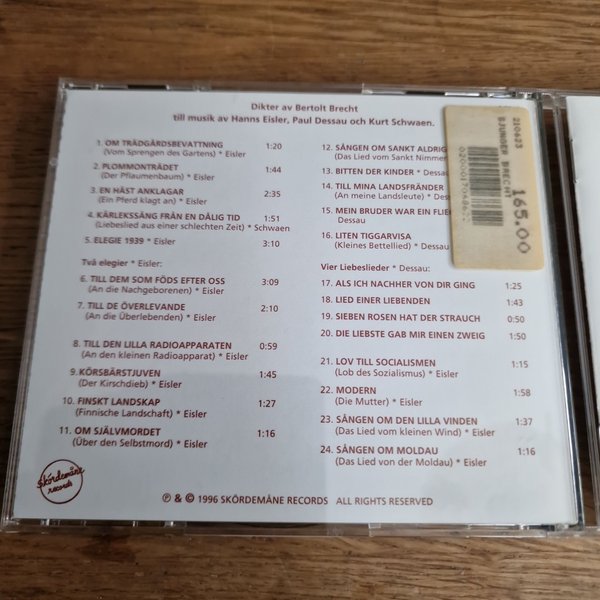 Dikter av Bertolt Brecht
till musik av Hanns Eisler, Paul Dessau och Kurt Schwaen.
1. OM TRÄDGÅRDSBEVATTNING 1:20
(Vom Sprengen des Gartens) * Eisler
2. PLOMMONTRÄDET 1:44
(Der Pflaumenbaum) * Eisler
3. EN HÄST ANKLAGAR 2:35
(Ein Pferd klagt an) * Eisler
4. KÄRLEKSSÅNG FRÅN EN DÅLIG TID 1:51
(Liebeslied aus einer schlechten Zeit) * Schwaen
5. ELEGIE 1939 * Eisler 3:10
Två elegier * Eisler:
6. TILL DEM SOM FÖDS EFTER OSS 3:09
(An die Nachgeborenen) * Eisler
7. TILL DE ÖVERLEVANDE 2:10
(An die Überlebenden) * Eisler
8. TILL DEN LILLA RADIOAPPARATEN 0:59
(An den kleinen Radioapparat) * Eisler
9. KÖRSBÄRSTJUVEN 1:45
(Der Kirschdieb) * Eisler
10. FINSKT LANDSKAP 1:27
(Finnische Landschaft) * Eisler
11. OM SJÄLVMORDET 1:16
(Über den Selbstmord) * Eisler
12. SÅNGEN OM SANKT ALDRIG
(Das Lied vom Sankt Nimmer
13. BITTEN DER KINDER * Dessau
14. TILL MINA LANDSFRÄNDER
(An meine Landsleute) * Dessau
15. MEIN BRUDER WAR EIN FLIE
Dessau
16. LITEN TIGGARVISA
(Kleines Bettellied) * Dessau
Vier Liebeslieder * Dessau:
17. ALS ICH NACHHER VON DIR GING 1:25
18. LIED EINER LIEBENDEN 1:43
19. SIEBEN ROSEN HAT DER STRAUCH 0:50
20. DIE LIEBSTE GAB MIR EINEN ZWEIG 1:50
21. LOV TILL SOCIALISMEN 1:15
(Lob des Sozialismus) * Eisler
22. MODERN 1:58
(Die Mutter) * Eisler
23. SÅNGEN OM DEN LILLA VINDEN 1:37
(Das Lied vom kleinen Wind) * Eisler
24. SÅNGEN OM MOLDAU 1:16
(Das Lied von der Moldau) * Eisler
skördemåne
records
℗ & © 1996 SKÖRDEMÅNE RECORDS ALL RIGHTS RESERVED
210623
SJUNGER BRECHT
165.00